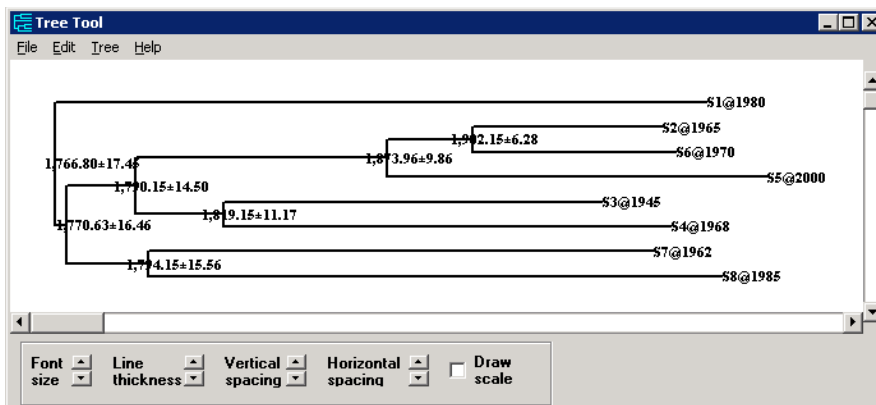 Tree Tool
File Edit Tree Help
S1@1980
S2@1965
1,902.15±6.28
S6@1970
1,873.96±9.86
1,766.80±17.45
S5@2000
1,790.15±14.50
S3@1945
1,819.15±11.17
1,770.63±16.46
S4@1968
S7@1962
1,794.15±15.56
S8@1985
Font size
Line thickness
Vertical spacing
Horizontal spacing
Draw scale